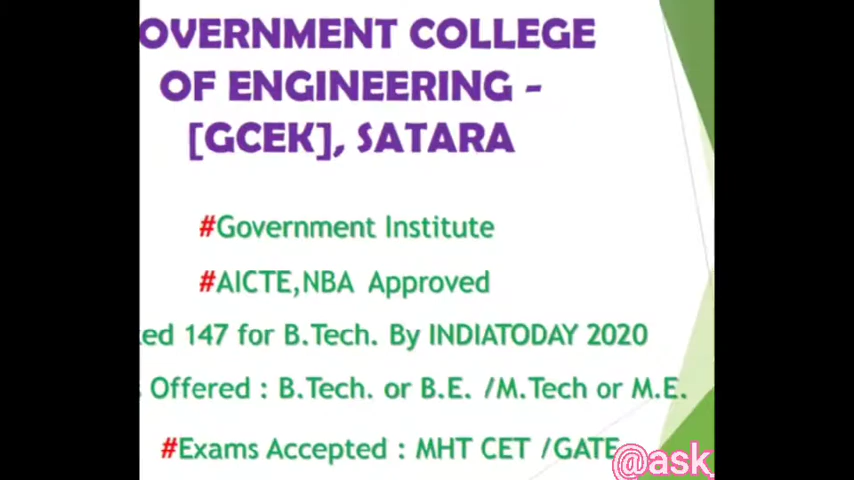 OVERNMENT COLLEGE
OF ENGINEERING -
[GCEK], SATARA
#Government Institute
#AICTE,NBA Approved
ed 147 for B.Tech. By INDIATODAY 2020
Offered : B.Tech. or B.E. /M.Tech or M.E.
#Exams Accepted : MHT CET /GATE
@ask